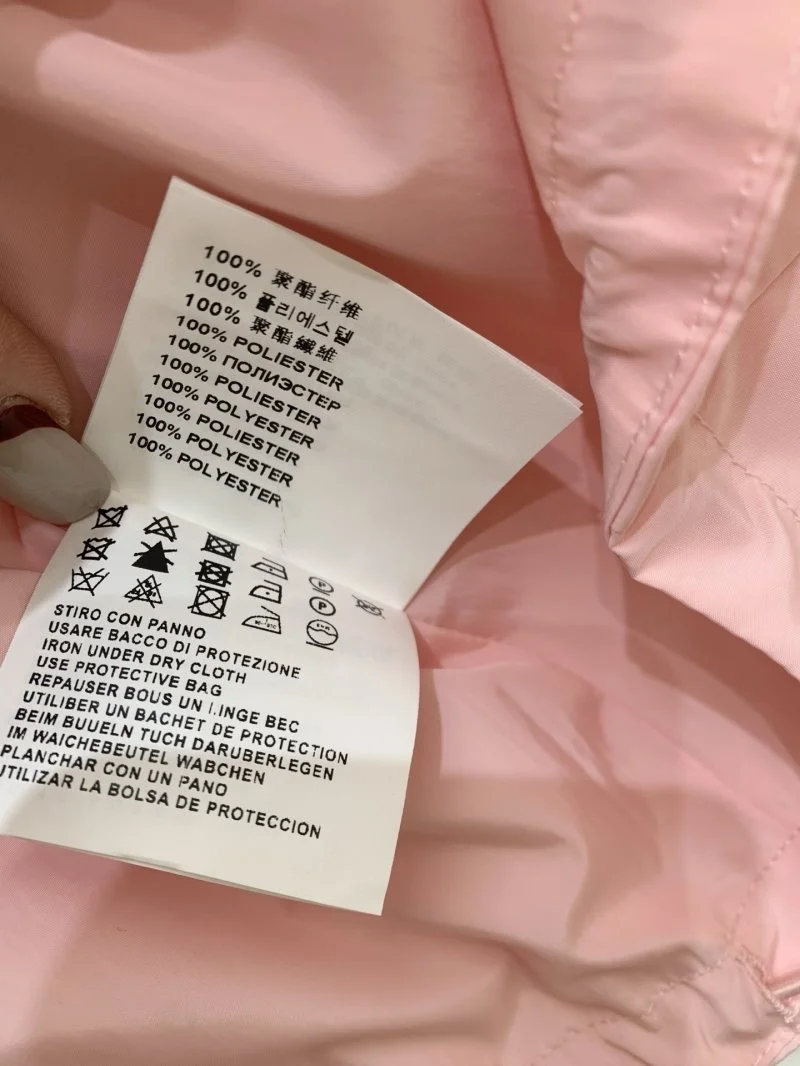 100% 聚酯纤维
100% 폴리에스텔
100% 聚酯纖維
100% POLIESTER
100% ПОЛИЭСТЕР
100% POLIESTER
100% POLYESTER
100% POLIESTER
100% POLYESTER
100% POLYESTER
STIRO CON PANNO
USARE BACCO DI PROTEZIONE
IRON UNDER DRY CLOTH
USE PROTECTIVE BAG
REPAUSER BOUS UN I.INGE BEC
UTILIBER UN BACHET DE PROTECTION
BEIM BUUELN TUCH DARUBERLEGEN
IM WAICHEBEUTEL WABCHEN
PLANCHAR CON UN PANO
UTILIZAR LA BOLSA DE PROTECCION